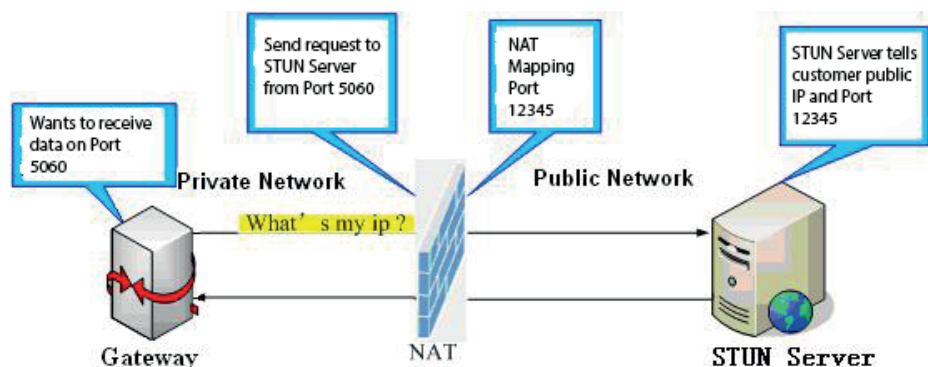 Send request to
STUN Server
from Port 5060
NAT
Mapping
Port
12345
STUN Server tells
customer public
IP and Port
12345
Wants to receive
data on Port
5060
Private Network
Public Network
What's my ip ?
Gateway
NAT
STUN Server